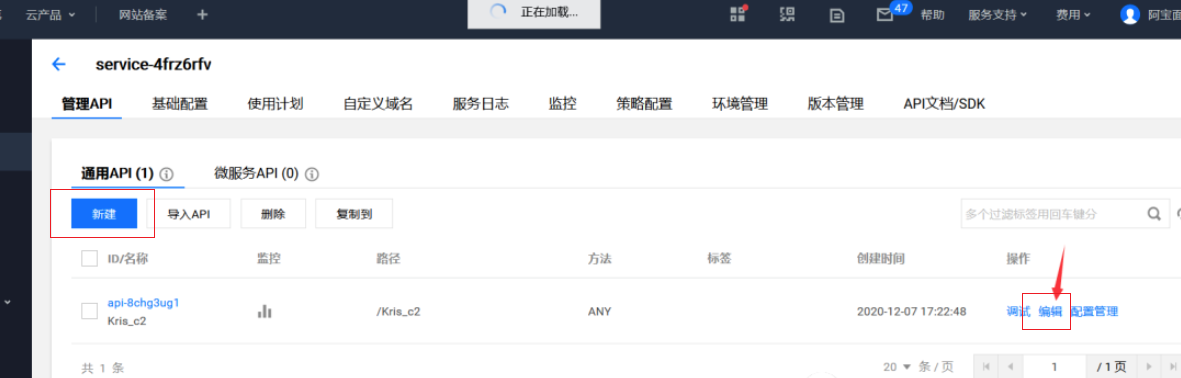 云产品 网站备案 + 正在加载... 47 帮助 服务支持 费用
service-4frz6rfv
管理API 基础配置 使用计划 自定义域名 服务日志 监控 策略配置 环境管理 版本管理 API文档/SDK
通用API (1) 微服务API (0)
新建 导入API 删除 复制到 多个过滤标签用回车键分
ID/名称 监控 路径 方法 标签 创建时间 操作
api-8chg3ug1
Kris_c2 /Kris_c2 ANY 2020-12-07 17:22:48 调试 编辑 配置管理
共 1 条 20 条 / 页 1 / 1 页